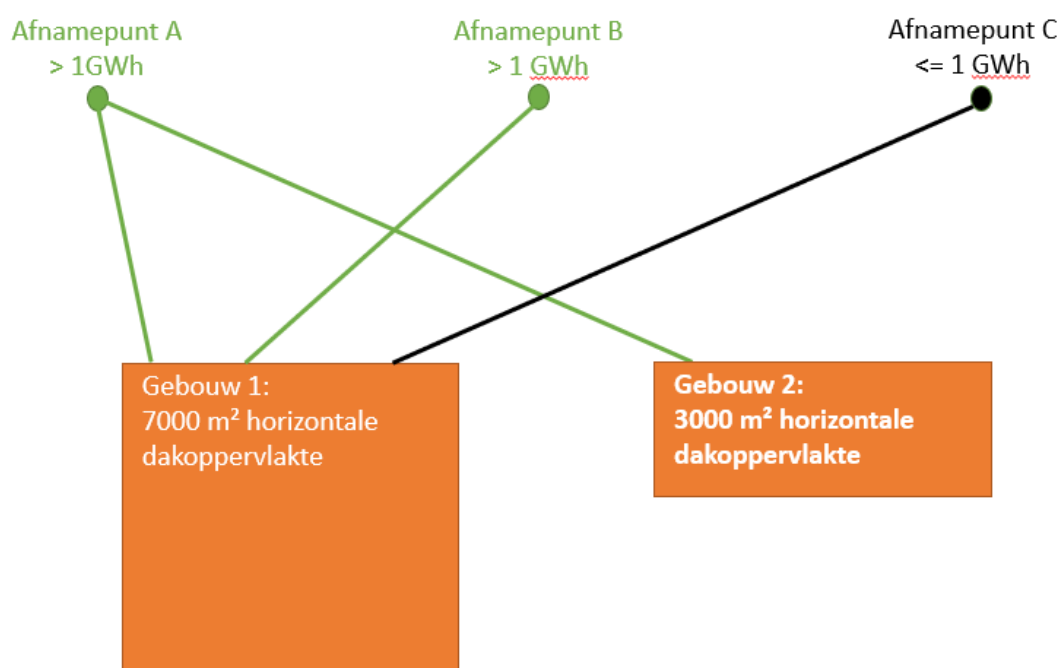 Afnamepunt A
> 1GWh
Afnamepunt B
> 1 GWh
Afnamepunt C
<= 1 GWh
Gebouw 1:
7000 m² horizontale
dakoppervlakte
Gebouw 2:
3000 m² horizontale
dakoppervlakte